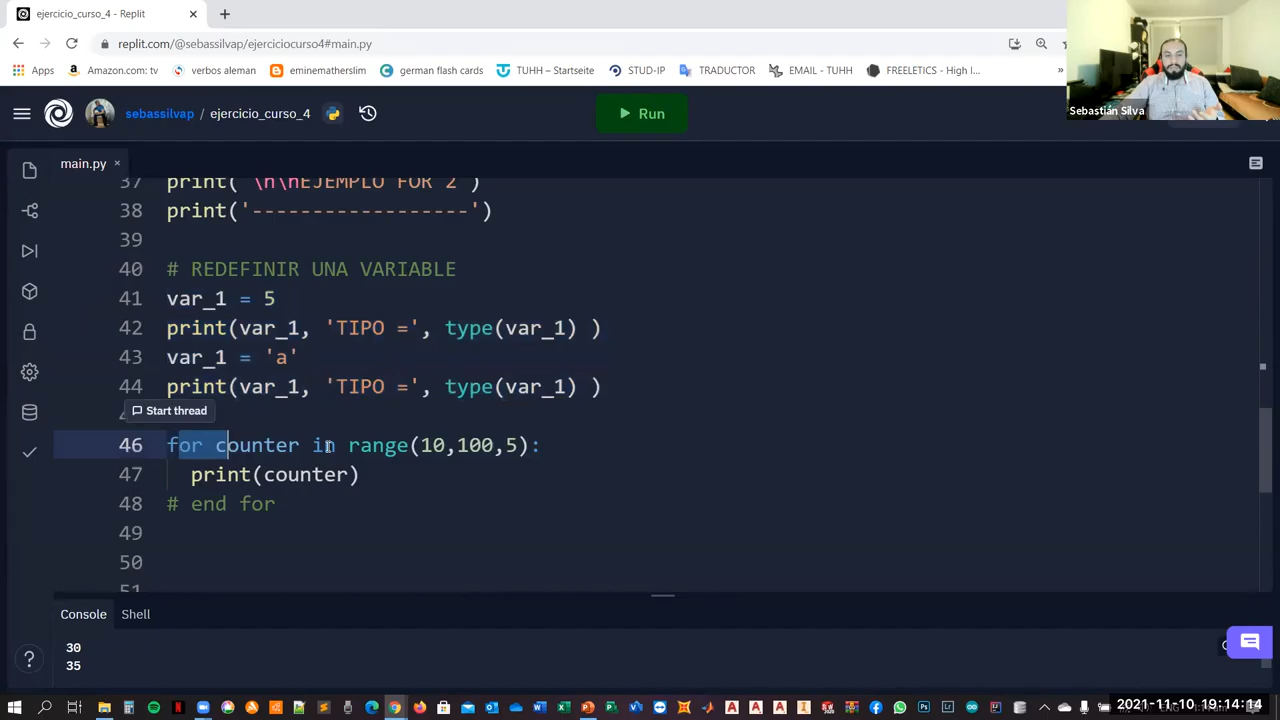 ejercicio_curso_4 - Replit
replit.com/@sebassilvap/ejerciciocurso4#main.py
Apps
Amazon.com: tv
verbos aleman
eminematherslim
german flash cards
TUHH – Startseite
STUD-IP
TRADUCTOR
EMAIL - TUHH
FREELETICS - High I...
»
Sebastián Silva
sebassilvap / ejercicio_curso_4
Run
main.py
37 print( \n\nEJEMPLO FOR 2 )
38 print('------------------')
39
40 # REDEFINIR UNA VARIABLE
41 var_1 = 5
42 print(var_1, 'TIPO =', type(var_1) )
43 var_1 = 'a'
44 print(var_1, 'TIPO =', type(var_1) )
Start thread
46 for counter in range(10,100,5):
47 print(counter)
48 # end for
49
50
51
Console
Shell
30
35
2021-11-10 19:14:14